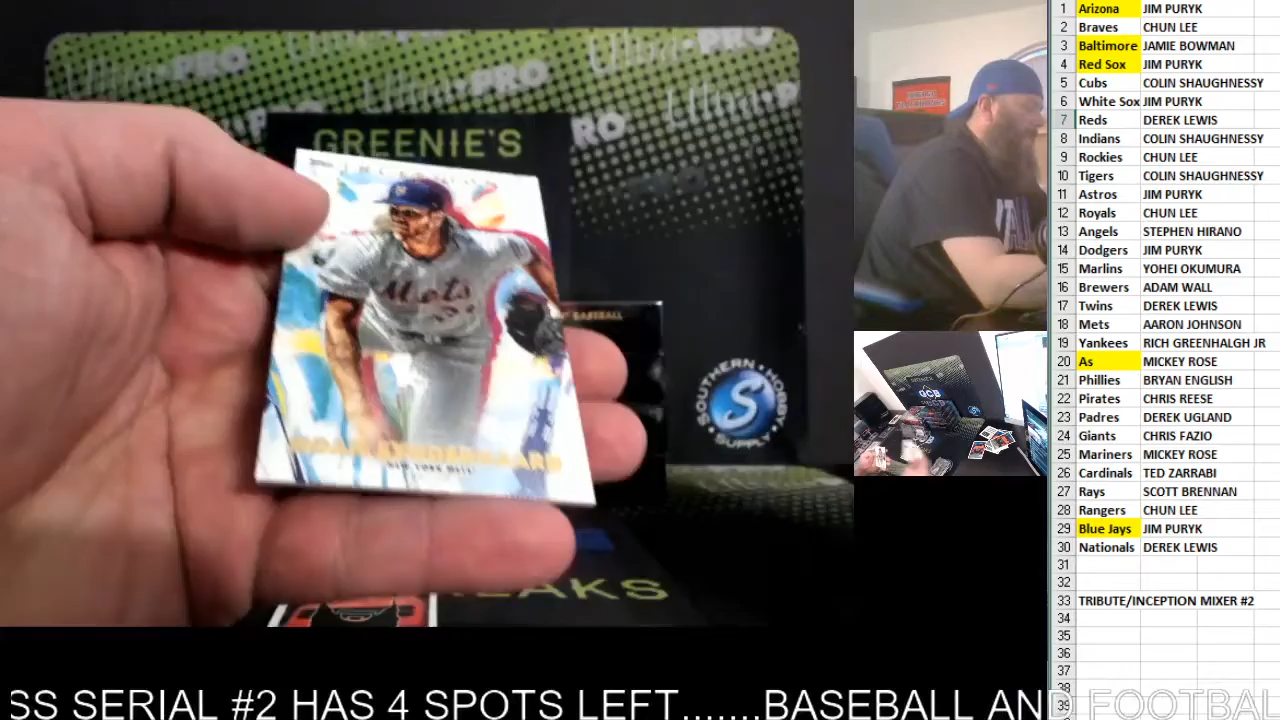 Ultra·PRO
Ultra·PRO
PRO
RO
GREENIE'S
INCEPTION
Mets
NEW YORK METS
BASEBALL
SOUTHERN HOBBY SUPPLY
S
EAKS
1 Arizona JIM PURYK
2 Braves CHUN LEE
3 Baltimore JAMIE BOWMAN
4 Red Sox JIM PURYK
5 Cubs COLIN SHAUGHNESSY
6 White Sox JIM PURYK
7 Reds DEREK LEWIS
8 Indians COLIN SHAUGHNESSY
9 Rockies CHUN LEE
10 Tigers COLIN SHAUGHNESSY
11 Astros JIM PURYK
12 Royals CHUN LEE
13 Angels STEPHEN HIRANO
14 Dodgers JIM PURYK
15 Marlins YOHEI OKUMURA
16 Brewers ADAM WALL
17 Twins DEREK LEWIS
18 Mets AARON JOHNSON
19 Yankees RICH GREENHALGH JR
20 As MICKEY ROSE
21 Phillies BRYAN ENGLISH
22 Pirates CHRIS REESE
23 Padres DEREK UGLAND
24 Giants CHRIS FAZIO
25 Mariners MICKEY ROSE
26 Cardinals TED ZARRABI
27 Rays SCOTT BRENNAN
28 Rangers CHUN LEE
29 Blue Jays JIM PURYK
30 Nationals DEREK LEWIS
31
32
33 TRIBUTE/INCEPTION MIXER #2
34
35
36
37
38
39
SS SERIAL #2 HAS 4 SPOTS LEFT.......BASEBALL AND FOOTBAL